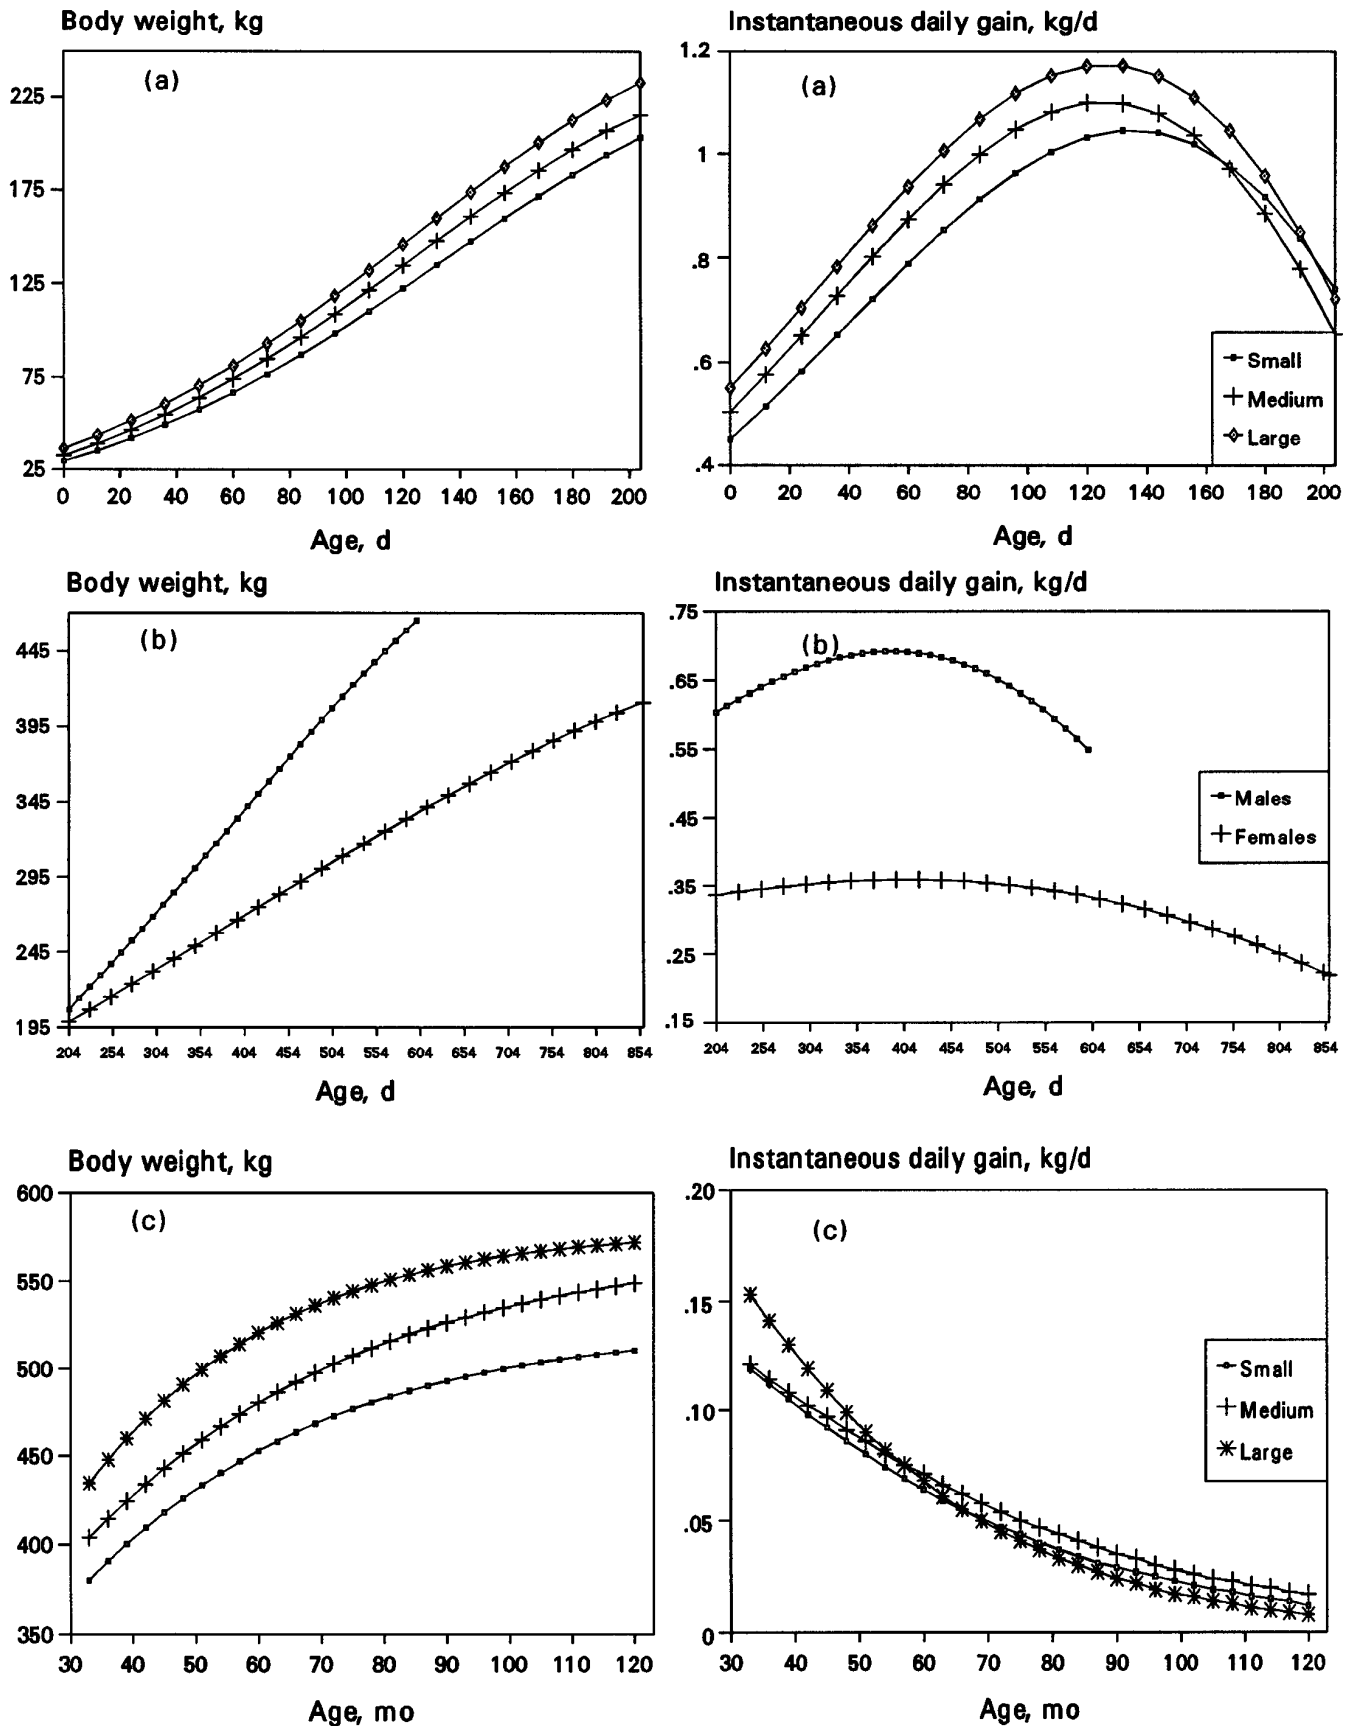 Body weight, kg
(a)
225
175
125
75
25
0 20 40 60 80 100 120 140 160 180 200
Age, d
Instantaneous daily gain, kg/d
(a)
1.2
1
.8
.6
.4
Small
Medium
Large
0 20 40 60 80 100 120 140 160 180 200
Age, d
Body weight, kg
(b)
445
395
345
295
245
195
204 254 304 354 404 454 504 554 604 654 704 754 804 854
Age, d
Instantaneous daily gain, kg/d
(b)
.75
.65
.55
.45
.35
.25
.15
Males
Females
204 254 304 354 404 454 504 554 604 654 704 754 804 854
Age, d
Body weight, kg
(c)
600
550
500
450
400
350
30 40 50 60 70 80 90 100 110 120
Age, mo
Instantaneous daily gain, kg/d
(c)
.20
.15
.10
.05
0
Small
Medium
Large
30 40 50 60 70 80 90 100 110 120
Age, mo